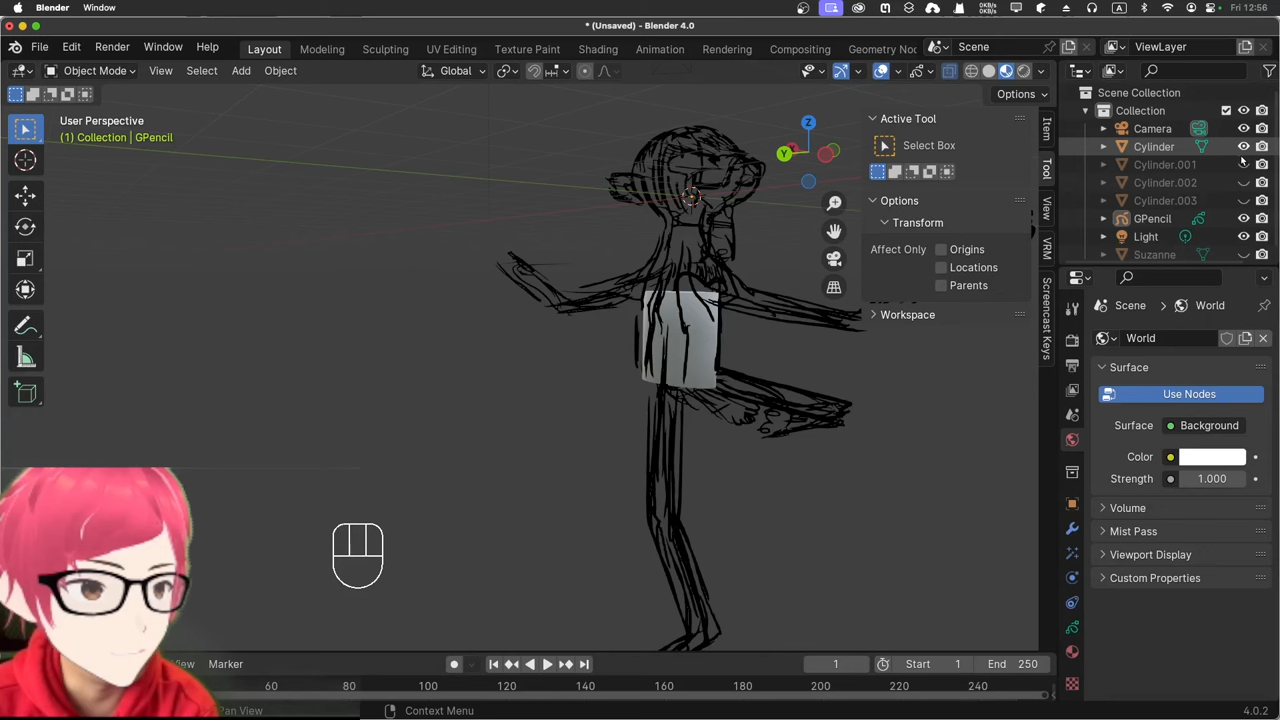 Blender Window 0KB/s 0KB/s A Fri 12:56
* (Unsaved) - Blender 4.0
File Edit Render Window Help Layout Modeling Sculpting UV Editing Texture Paint Shading Animation Rendering Compositing Geometry Noc Scene ViewLayer
Object Mode View Select Add Object Global
Options
User Perspective
(1) Collection | GPencil
Z
Y
Active Tool
Select Box
Options
Transform
Affect Only Origins
Locations
Parents
Workspace
Item
Tool
View
VRM
Screencast Keys
Scene Collection
Collection
Camera
Cylinder
Cylinder.001
Cylinder.002
Cylinder.003
GPencil
Light
Suzanne
Scene World
World
Surface
Use Nodes
Surface Background
Color
Strength 1.000
Volume
Mist Pass
Viewport Display
Custom Properties
View Marker 1 Start 1 End 250
60 80 100 120 140 160 180 200 220 240
Pan View Context Menu 4.0.2